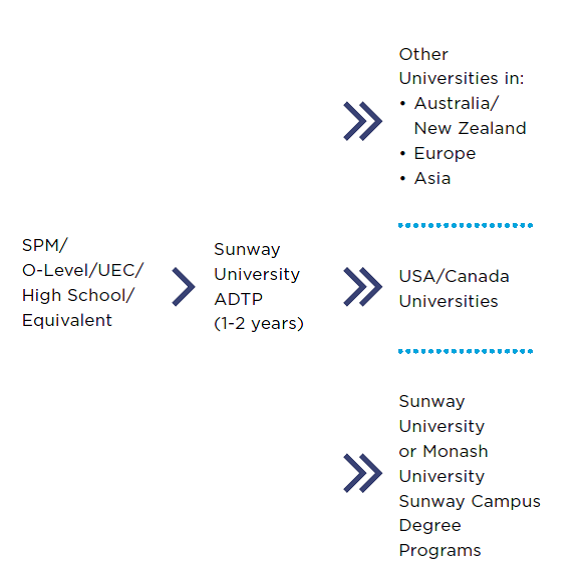 SPM/
O-Level/UEC/
High School/
Equivalent
Sunway
University
ADTP
(1-2 years)
Other
Universities in:
• Australia/
New Zealand
• Europe
• Asia
USA/Canada
Universities
Sunway
University
or Monash
University
Sunway Campus
Degree
Programs